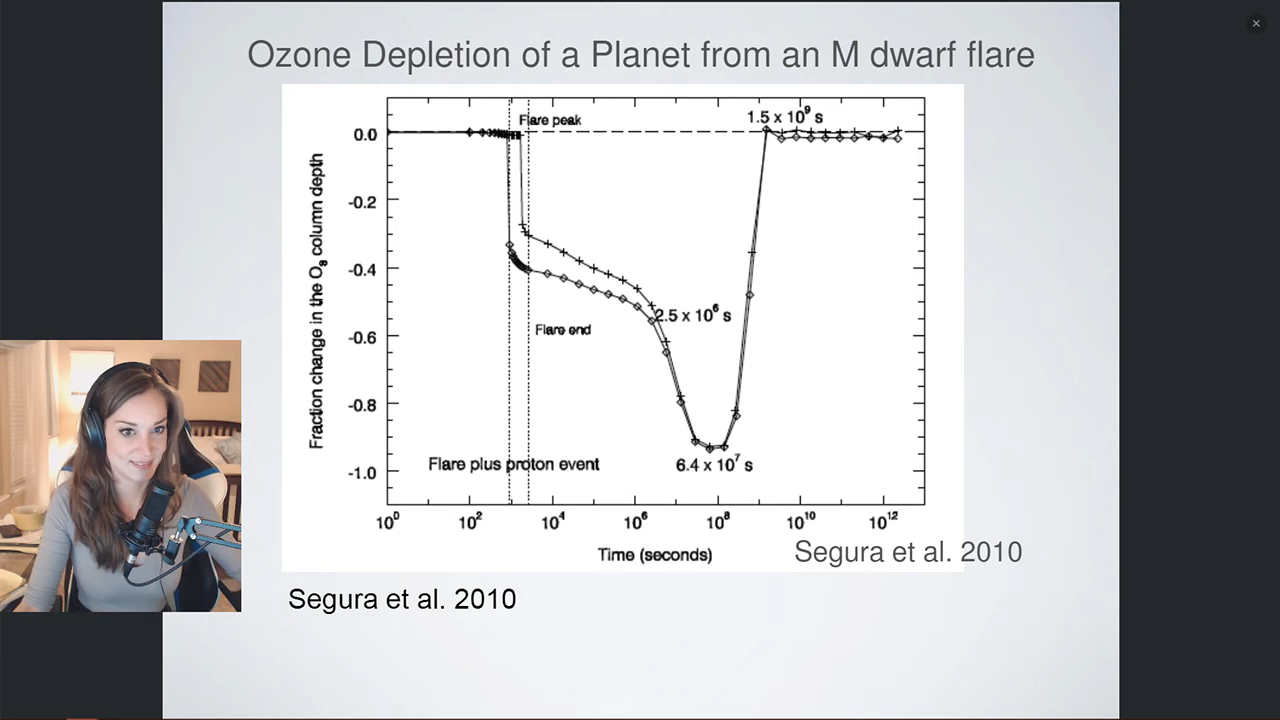 Ozone Depletion of a Planet from an M dwarf flare
1.5 x 10⁹ s
Flare peak
0.0
-0.2
-0.4
-0.6
-0.8
-1.0
Fraction change in the O₃ column depth
2.5 x 10⁶ s
Flare end
Flare plus proton event
6.4 x 10⁷ s
10⁰ 10² 10⁴ 10⁶ 10⁸ 10¹⁰ 10¹²
Time (seconds)
Segura et al. 2010
Segura et al. 2010